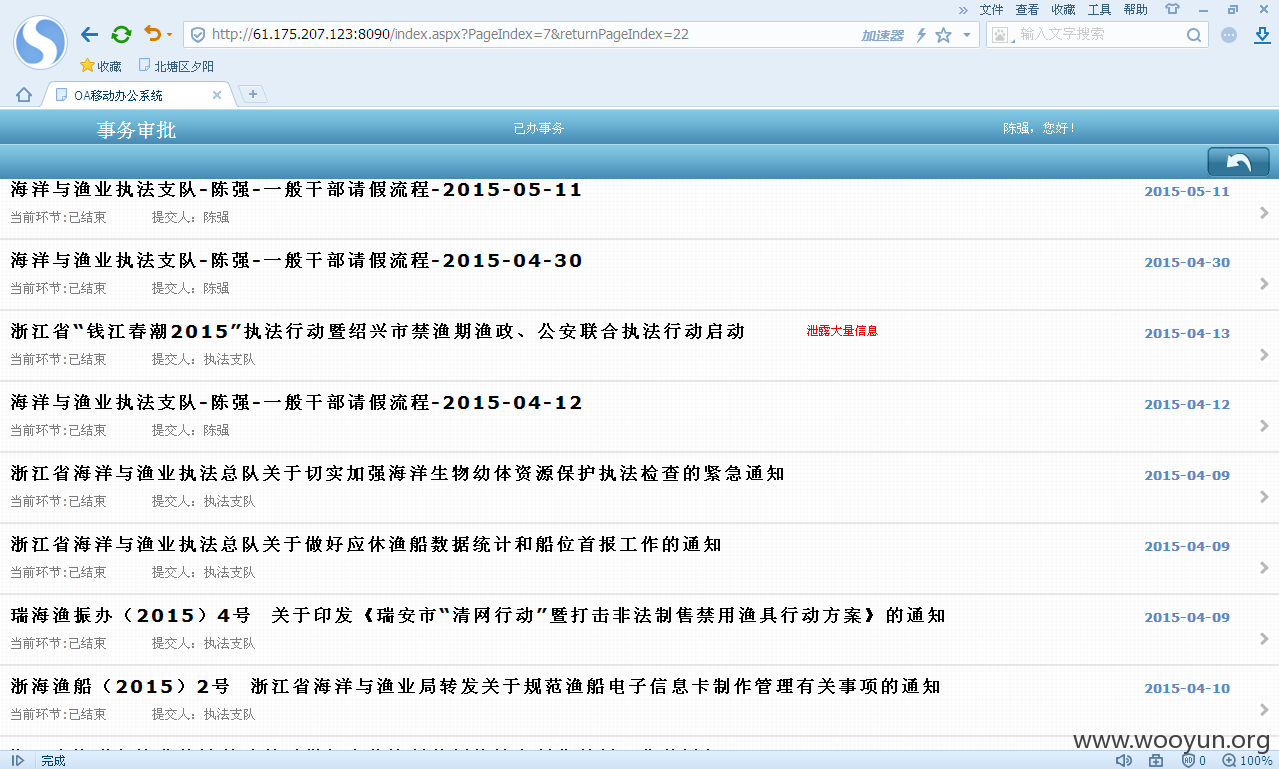 » 文件 查看 收藏 工具 帮助
http://61.175.207.123:8090/index.aspx?PageIndex=7&returnPageIndex=22 加速器 输入文字搜索
收藏 北塘区夕阳
OA移动办公系统
事务审批 已办事务 陈强，您好！
海洋与渔业执法支队-陈强-一般干部请假流程-2015-05-11 2015-05-11
当前环节:已结束 提交人：陈强
海洋与渔业执法支队-陈强-一般干部请假流程-2015-04-30 2015-04-30
当前环节:已结束 提交人：陈强
浙江省“钱江春潮2015”执法行动暨绍兴市禁渔期渔政、公安联合执法行动启动 泄露大量信息 2015-04-13
当前环节:已结束 提交人：执法支队
海洋与渔业执法支队-陈强-一般干部请假流程-2015-04-12 2015-04-12
当前环节:已结束 提交人：陈强
浙江省海洋与渔业执法总队关于切实加强海洋生物幼体资源保护执法检查的紧急通知 2015-04-09
当前环节:已结束 提交人：执法支队
浙江省海洋与渔业执法总队关于做好应休渔船数据统计和船位首报工作的通知 2015-04-09
当前环节:已结束 提交人：执法支队
瑞海渔振办（2015）4号 关于印发《瑞安市“清网行动”暨打击非法制售禁用渔具行动方案》的通知 2015-04-09
当前环节:已结束 提交人：执法支队
浙海渔船（2015）2号 浙江省海洋与渔业局转发关于规范渔船电子信息卡制作管理有关事项的通知 2015-04-10
当前环节:已结束 提交人：执法支队
www.wooyun.org
完成 0 100%